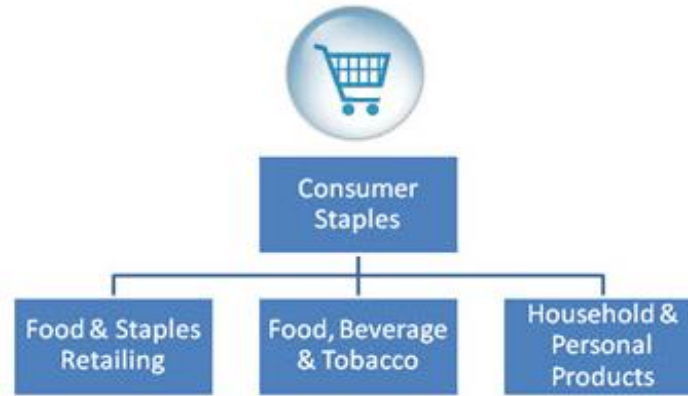 Consumer
Staples
Food & Staples
Retailing
Food, Beverage
& Tobacco
Household &
Personal
Products